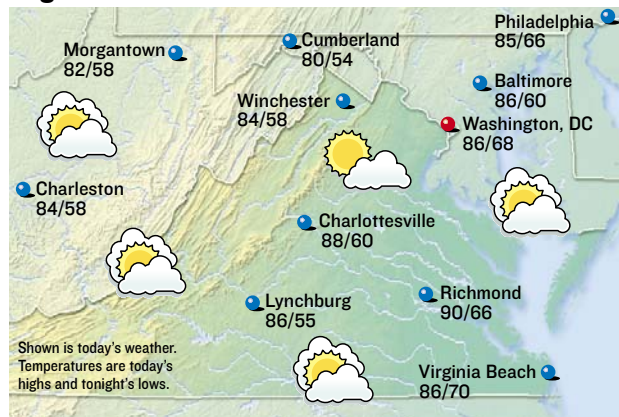 Philadelphia
85/66
Morgantown
82/58
Cumberland
80/54
Baltimore
86/60
Winchester
84/58
Washington, DC
86/68
Charleston
84/58
Charlottesville
88/60
Lynchburg
86/55
Richmond
90/66
Shown is today's weather.
Temperatures are today's
highs and tonight's lows.
Virginia Beach
86/70